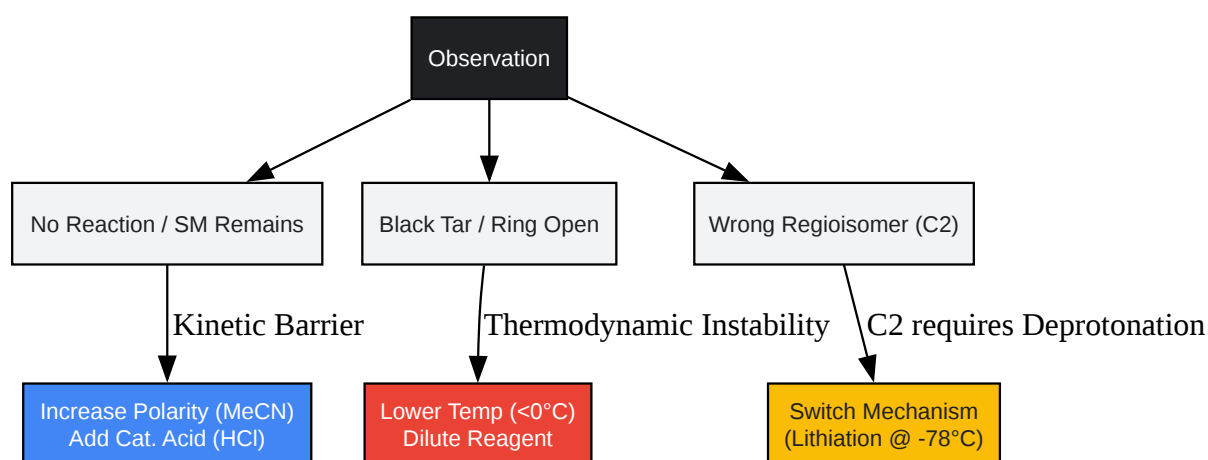 Observation
No Reaction / SM Remains
Black Tar / Ring Open
Wrong Regioisomer (C2)
Kinetic Barrier
Thermodynamic Instability
C2 requires Deprotonation
Increase Polarity (MeCN)
Add Cat. Acid (HCl)
Lower Temp (<0°C)
Dilute Reagent
Switch Mechanism
(Lithiation @ -78°C)